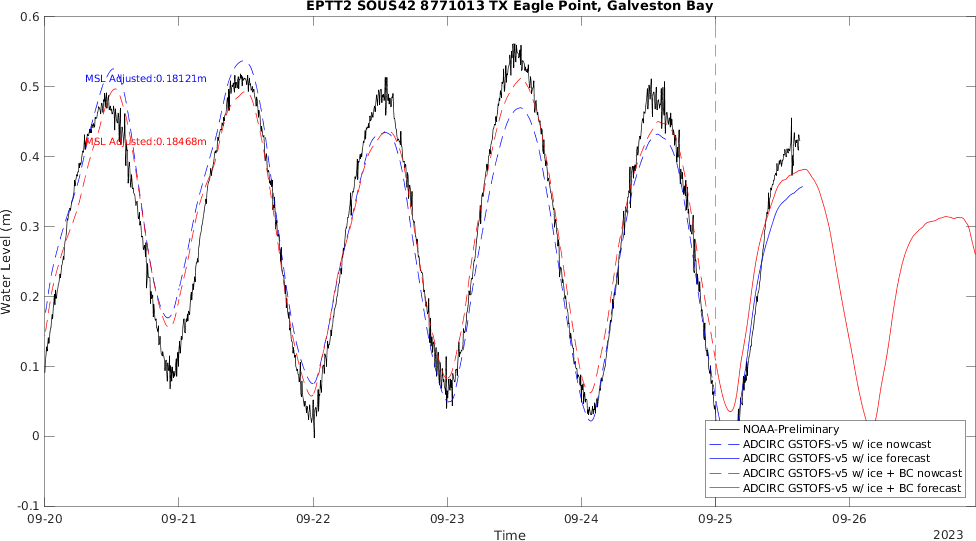 EPTT2 SOUS42 8771013 TX Eagle Point, Galveston Bay
0.6
0.5
0.4
0.3
0.2
0.1
0
-0.1
Water Level (m)
MSL Adjusted:0.18121m
MSL Adjusted:0.18468m
NOAA-Preliminary
ADCIRC GSTOFS-v5 w/ ice nowcast
ADCIRC GSTOFS-v5 w/ ice forecast
ADCIRC GSTOFS-v5 w/ ice + BC nowcast
ADCIRC GSTOFS-v5 w/ ice + BC forecast
09-20 09-21 09-22 09-23 09-24 09-25 09-26
Time
2023